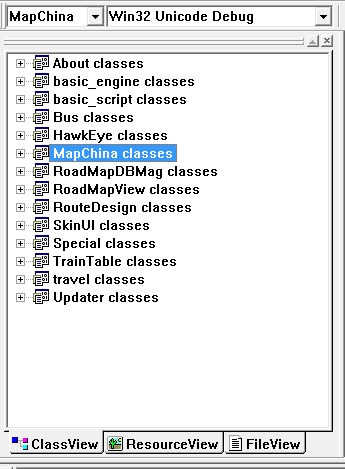 MapChina Win32 Unicode Debug
About classes
basic_engine classes
basic_script classes
Bus classes
HawkEye classes
MapChina classes
RoadMapDBMag classes
RoadMapView classes
RouteDesign classes
SkinUI classes
Special classes
TrainTable classes
travel classes
Updater classes
ClassView ResourceView FileView